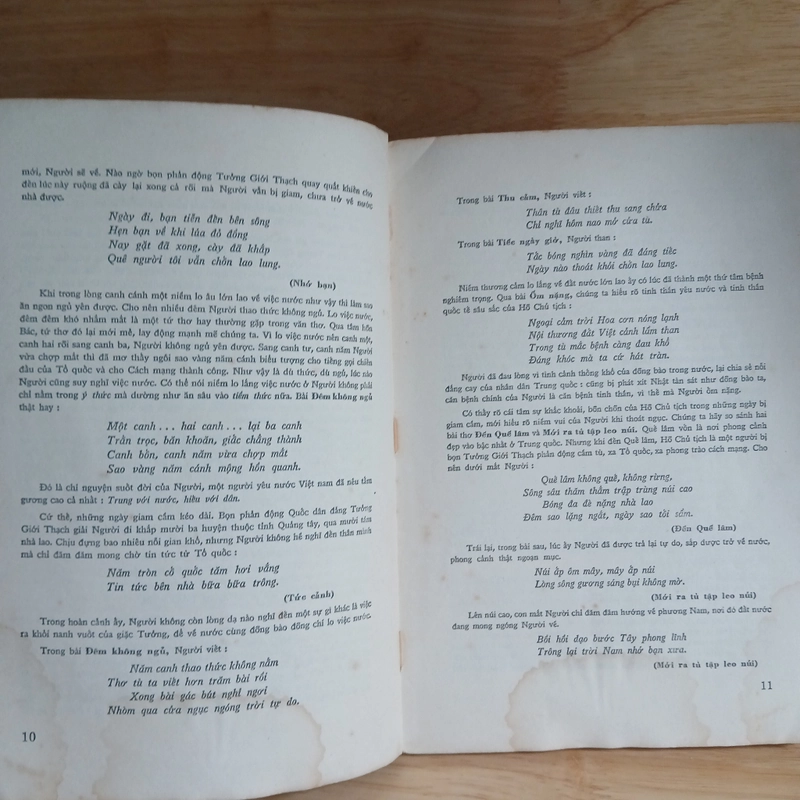 mới, Người sẽ về. Nào ngờ bọn phản động Tưởng Giới Thạch quay quắt khiến cho
đến lúc này ruộng đã cày lại xong cả rồi mà Người vẫn bị giam, chưa trở về nước
nhà được.
Ngày đi, bạn tiễn đến bên sông
Hẹn bạn về khi lúa đỏ đồng
Nay gặt đã xong, cày đã khắp
Quê người tôi vẫn chốn lao lung.
(Nhớ bạn)
Khi trong lòng canh cánh một niềm lo âu lớn lao về việc nước như vậy thì làm sao
ăn ngon ngủ yên được. Cho nên nhiều đêm Người thao thức không ngủ. Lo việc nước,
đêm đêm khó nhắm mắt là một tứ thơ hay thường gặp trong văn thơ. Qua tâm hồn
Bác, tứ thơ đó lại mới mẻ, lay động mạnh mẽ chúng ta. Vì lo việc nước nên canh một,
canh hai rồi sang canh ba, Người không ngủ yên được. Sang canh tư, canh năm Người
vừa chợp mắt thì đã mơ thấy ngôi sao vàng năm cánh biểu tượng cho tiếng gọi chiến
đấu của Tổ quốc và cho Cách mạng thành công. Như vậy là dù thức, dù ngủ, lúc nào
Người cũng suy nghĩ việc nước. Có thể nói niềm lo lắng việc nước ở Người không phải
chỉ nằm trong ý thức mà dường như ăn sâu vào tiềm thức nữa. Bài Đêm không ngủ
thật hay :
Một canh ... hai canh ... lại ba canh
Trằn trọc, băn khoăn, giấc chẳng thành
Canh bốn, canh năm vừa chợp mắt
Sao vàng năm cánh mộng hồn quanh.
Đó là chí nguyện suốt đời của Người, một người yêu nước Việt nam đã nêu tấm
gương cao cả nhất : Trung với nước, hiếu với dân.
Cứ thế, những ngày giam cầm kéo dài. Bọn phản động Quốc dân đảng Tưởng
Giới Thạch giải Người đi khắp mười ba huyện thuộc tỉnh Quảng tây, qua mười tám
nhà lao. Chịu đựng bao nhiêu nỗi gian khổ, nhưng Người không hề nghĩ đến thân mình
mà chỉ đăm đăm mong chờ tin tức từ Tổ quốc :
Năm tròn cố quốc tăm hơi vắng
Tin tức bên nhà bữa bữa trông.
(Tức cảnh)
Trong hoàn cảnh ấy, Người không còn lòng dạ nào nghĩ đến một sự gì khác là việc
ra khỏi nanh vuốt của giặc Tưởng, để về nước cùng đồng bào đồng chí lo việc nước.
Trong bài Đêm không ngủ, Người viết :
Năm canh thao thức không nằm
Thơ tù ta viết hơn trăm bài rồi
Xong bài gác bút nghỉ ngơi
Nhòm qua cửa ngục ngóng trời tự do.
10
Trong bài Thu cảm, Người viết :
Thân tù đâu thiết thu sang chửa
Chỉ nghĩ hôm nao mở cửa tù.
Trong bài Tiếc ngày giờ, Người than :
Tấc bóng nghìn vàng đã đáng tiếc
Ngày nào thoát khỏi chốn lao lung.
Niềm thương cảm lo lắng về đất nước lớn lao ấy có lúc đã thành một thứ tâm bệnh
nghiêm trọng. Qua bài Ốm nặng, chúng ta hiểu rõ tinh thần yêu nước và tinh thần
quốc tế sâu sắc của Hồ Chủ tịch :
Ngoại cảm trời Hoa cơn nóng lạnh
Nội thương đất Việt cảnh lầm than
Trong tù mắc bệnh càng đau khổ
Đáng khóc mà ta cứ hát tràn.
Người đã đau lòng vì tình cảnh thống khổ của đồng bào trong nước, lại chia sẻ nỗi
đắng cay của nhân dân Trung quốc : cũng bị phát xít Nhật tàn sát như đồng bào ta,
căn bệnh chính của Người là căn bệnh tinh thần, vì thế mà Người ốm nặng.
Có thấy rõ cái tâm sự khắc khoải, bồn chồn của Hồ Chủ tịch trong những ngày bị
giam cầm, mới hiểu rõ niềm vui của Người khi thoát ngục. Chúng ta hãy so sánh hai
bài thơ Đến Quế lâm và Mới ra tù tập leo núi. Quế lâm vốn là nơi phong cảnh
đẹp vào bậc nhất ở Trung quốc. Nhưng khi đến Quế lâm, Hồ Chủ tịch là một người bị
bọn Tưởng Giới Thạch phản động cầm tù, xa Tổ quốc, xa phong trào cách mạng. Cho
nên dưới mắt Người :
Quế lâm không quế, không rừng,
Sông sâu thăm thẳm trập trùng núi cao
Bóng đa đè nặng nhà lao
Đêm sao lặng ngắt, ngày sao tối sầm.
(Đến Quế lâm)
Trái lại, trong bài sau, lúc ấy Người đã được trả lại tự do, sắp được trở về nước,
phong cảnh thật ngoạn mục.
Núi ấp ôm mây, mây ấp núi
Lòng sông gương sáng bụi không mờ.
(Mới ra tù tập leo núi)
Lên núi cao, con mắt Người chỉ đăm đăm hướng về phương Nam, nơi đó đất nước
đang mong ngóng Người về.
Bồi hồi dạo bước Tây phong lĩnh
Trông lại trời Nam nhớ bạn xưa.
(Mới ra tù tập leo núi)
11